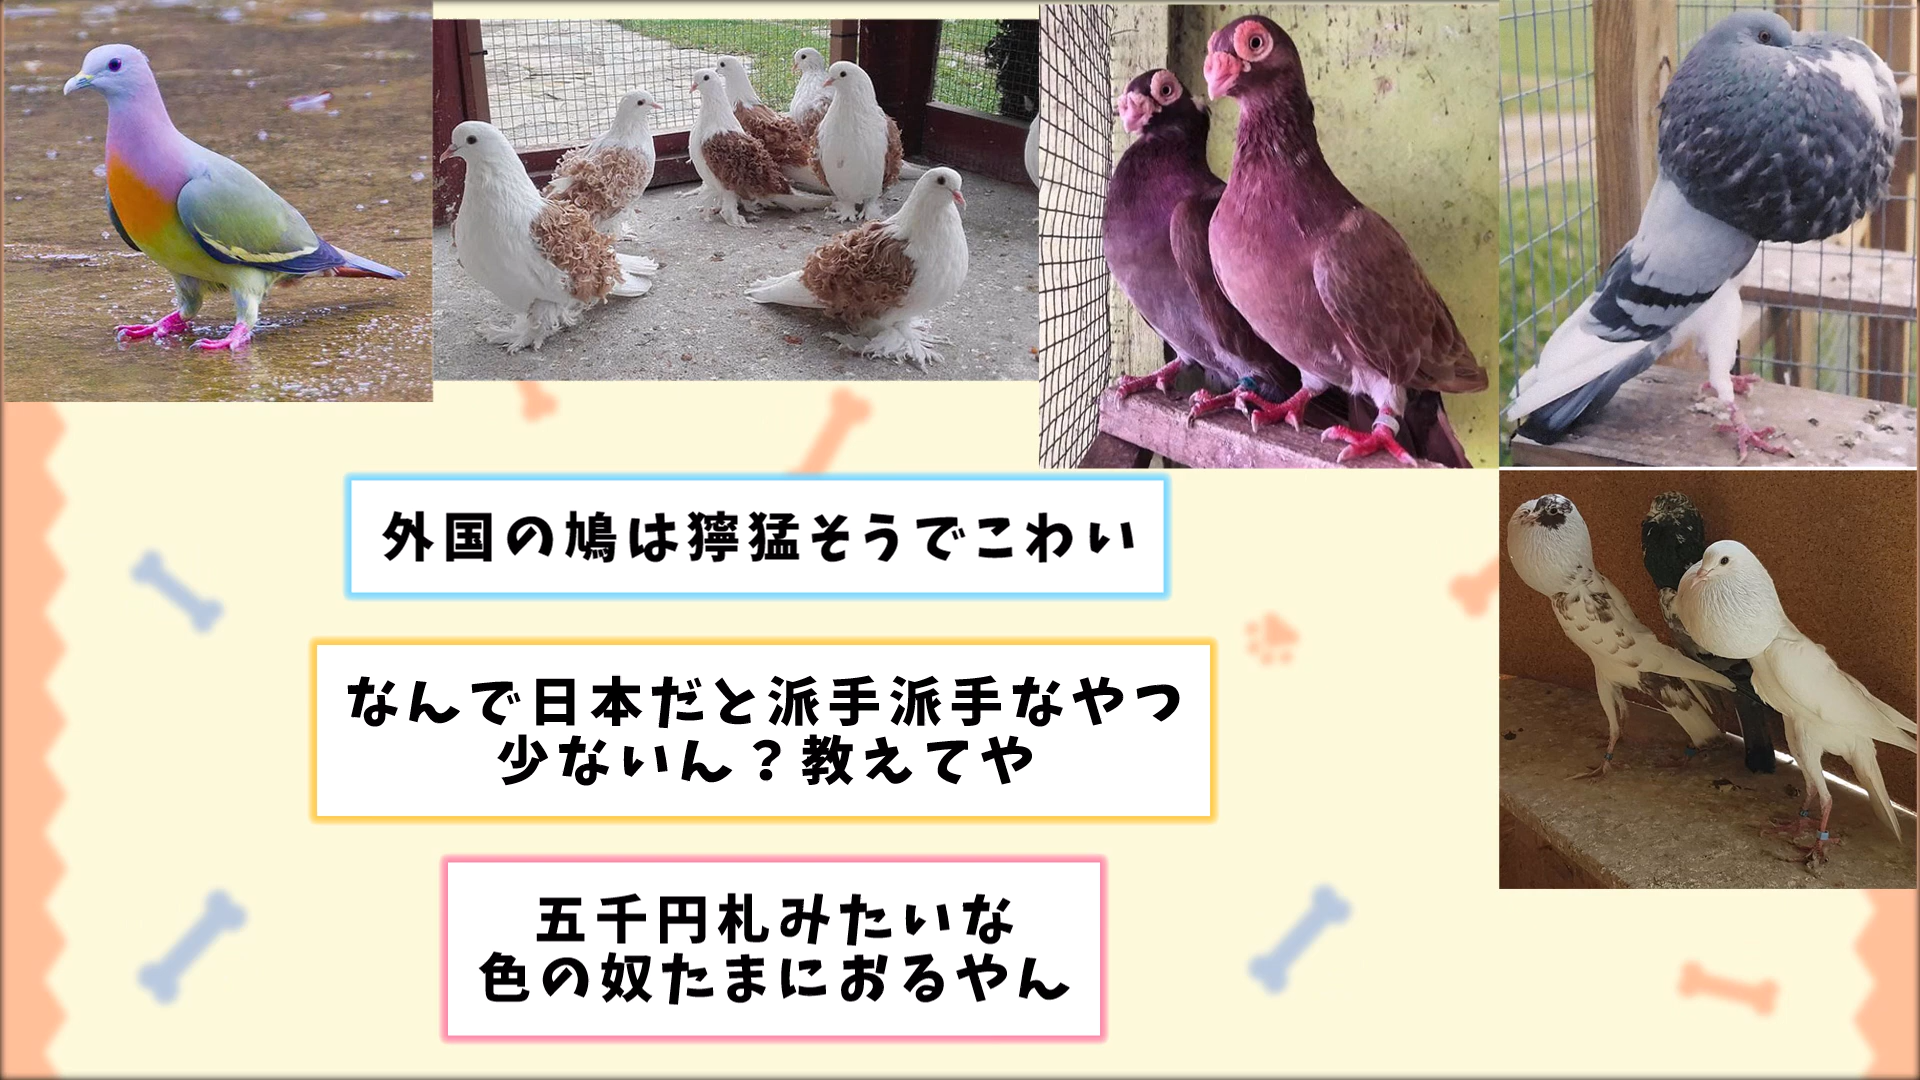 外国の鳩は獰猛そうでこわい
なんで日本だと派手派手なやつ
少ないん？教えてや
五千円札みたいな
色の奴たまにおるやん